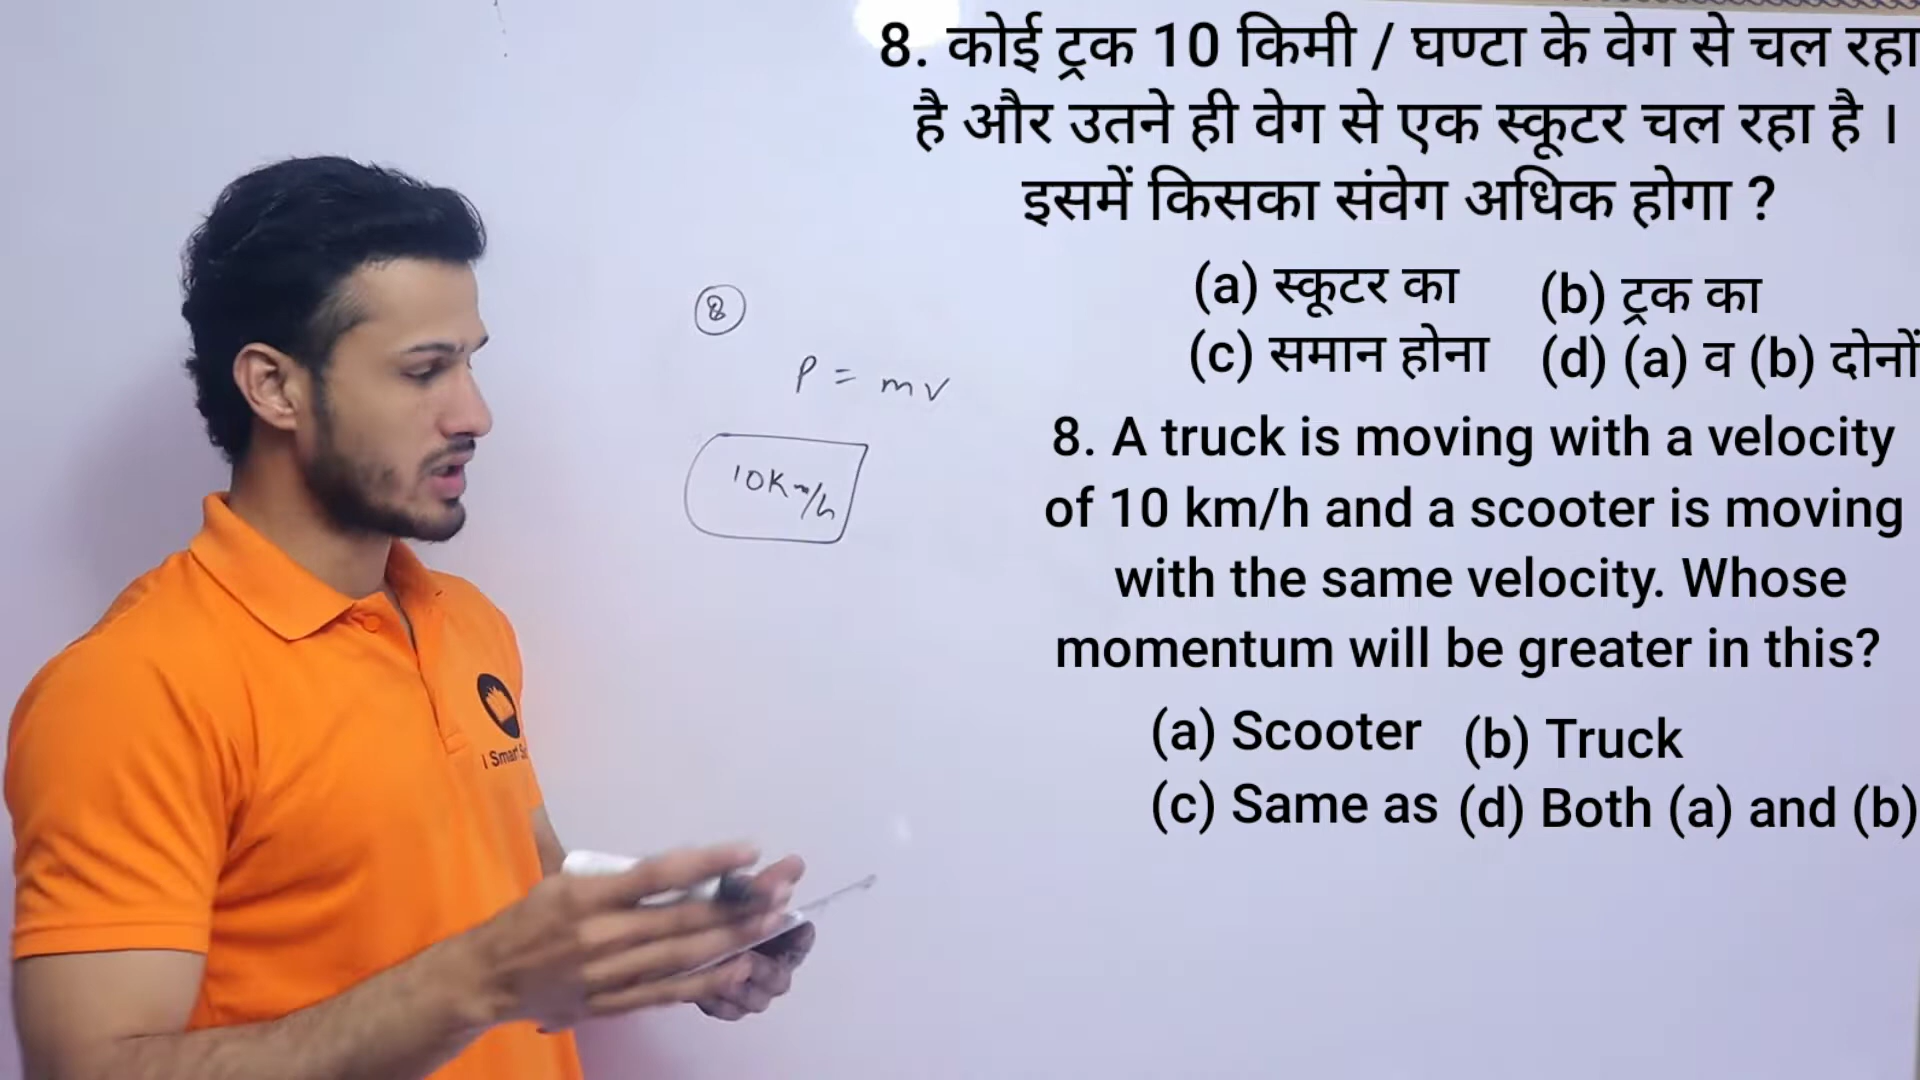 8. कोई ट्रक 10 किमी / घण्टा के वेग से चल रहा
है और उतने ही वेग से एक स्कूटर चल रहा है ।
इसमें किसका संवेग अधिक होगा ?
(a) स्कूटर का (b) ट्रक का
(c) समान होना (d) (a) व (b) दोनों
8. A truck is moving with a velocity
of 10 km/h and a scooter is moving
with the same velocity. Whose
momentum will be greater in this?
(a) Scooter (b) Truck
(c) Same as (d) Both (a) and (b)
8
P = mv
10Km/h
I Smart